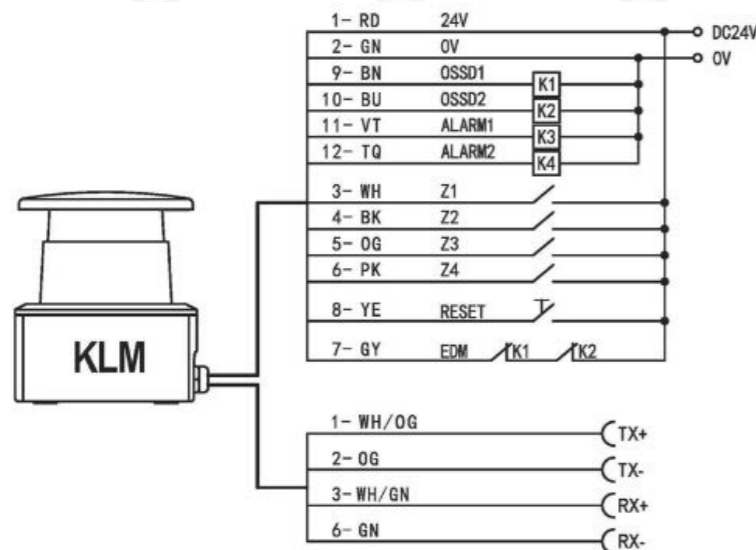 1- RD 24V DC24V
2- GN 0V 0V
9- BN OSSD1 K1
10- BU OSSD2 K2
11- VT ALARM1 K3
12- TQ ALARM2 K4
3- WH Z1
4- BK Z2
5- OG Z3
6- PK Z4
8- YE RESET
7- GY EDM K1 K2
KLM
1- WH/OG TX+
2- OG TX-
3- WH/GN RX+
6- GN RX-